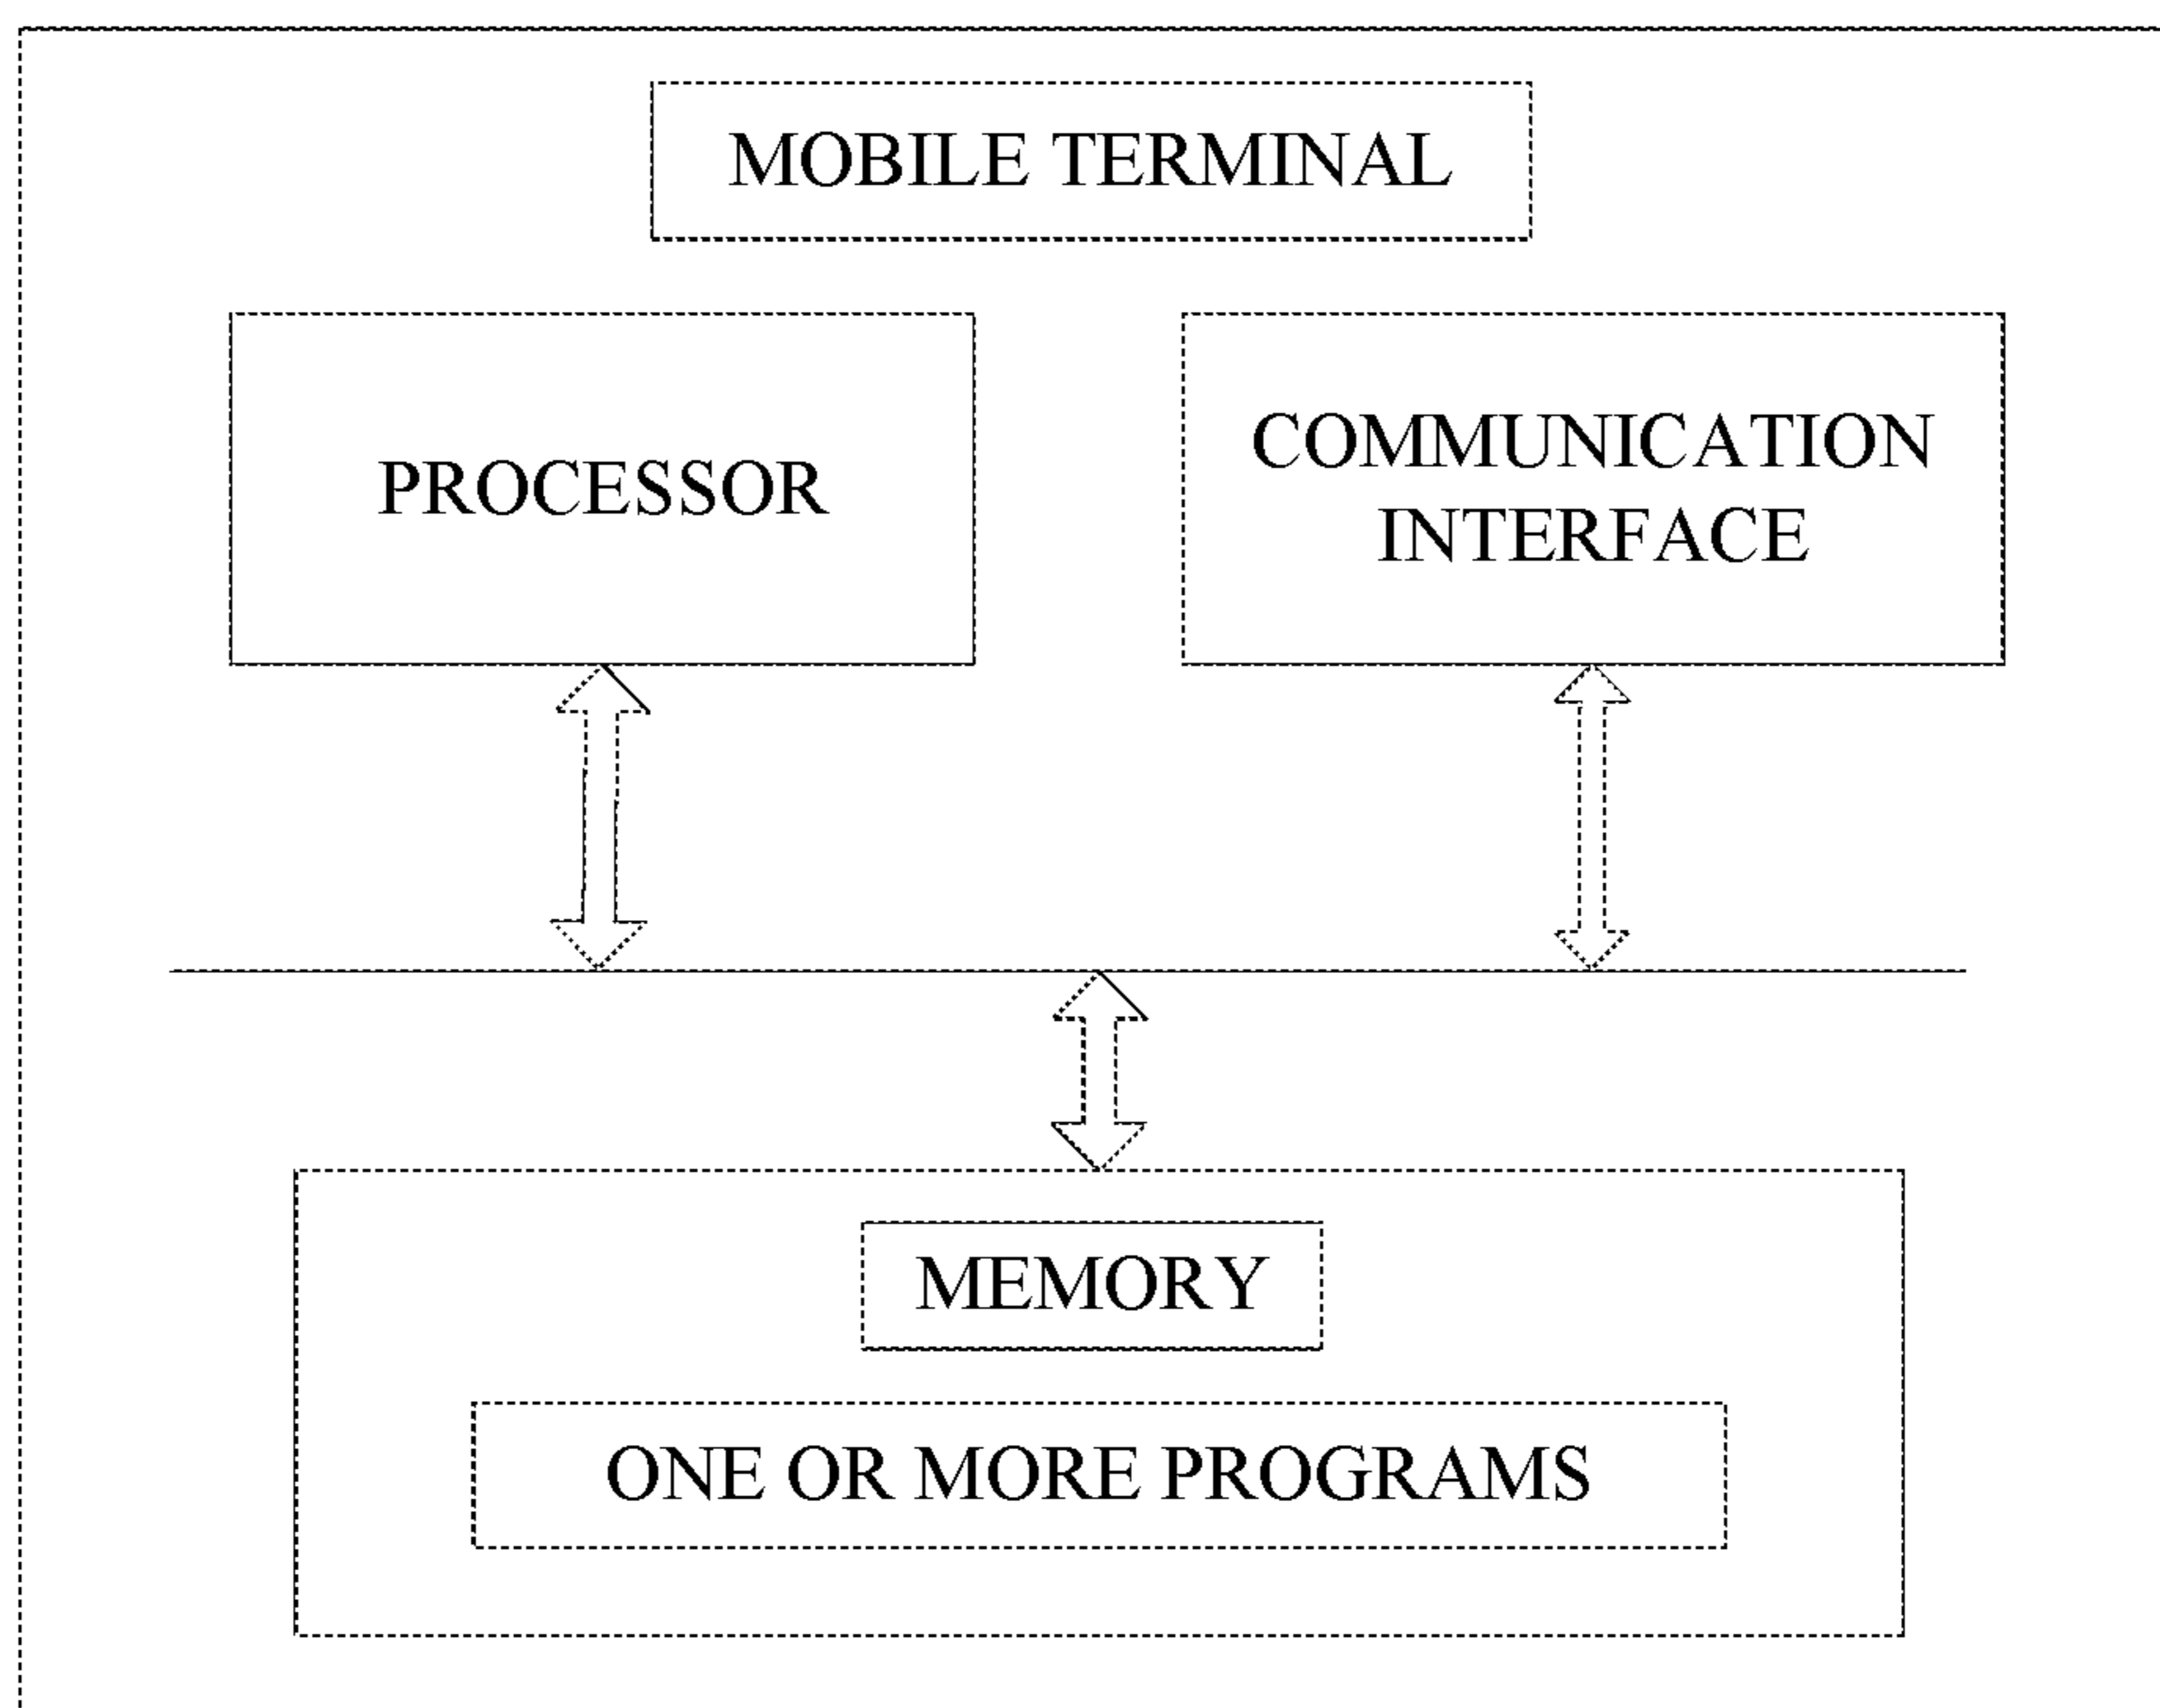 MOBILE TERMINAL
PROCESSOR
COMMUNICATION
INTERFACE
MEMORY
ONE OR MORE PROGRAMS